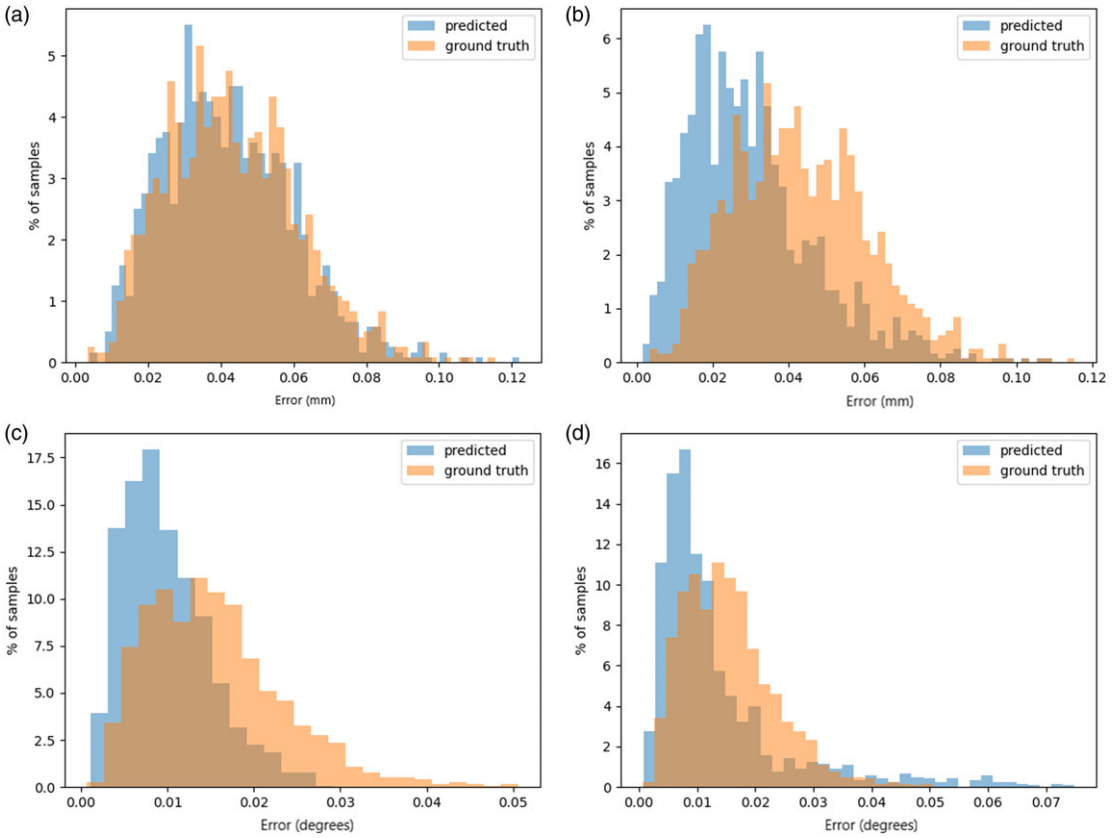 (a)
predicted
ground truth
% of samples
5
4
3
2
1
0
0.00 0.02 0.04 0.06 0.08 0.10 0.12
Error (mm)
(b)
predicted
ground truth
% of samples
6
5
4
3
2
1
0
0.00 0.02 0.04 0.06 0.08 0.10 0.12
Error (mm)
(c)
predicted
ground truth
% of samples
17.5
15.0
12.5
10.0
7.5
5.0
2.5
0.0
0.00 0.01 0.02 0.03 0.04 0.05
Error (degrees)
(d)
predicted
ground truth
% of samples
16
14
12
10
8
6
4
2
0
0.00 0.01 0.02 0.03 0.04 0.05 0.06 0.07
Error (degrees)